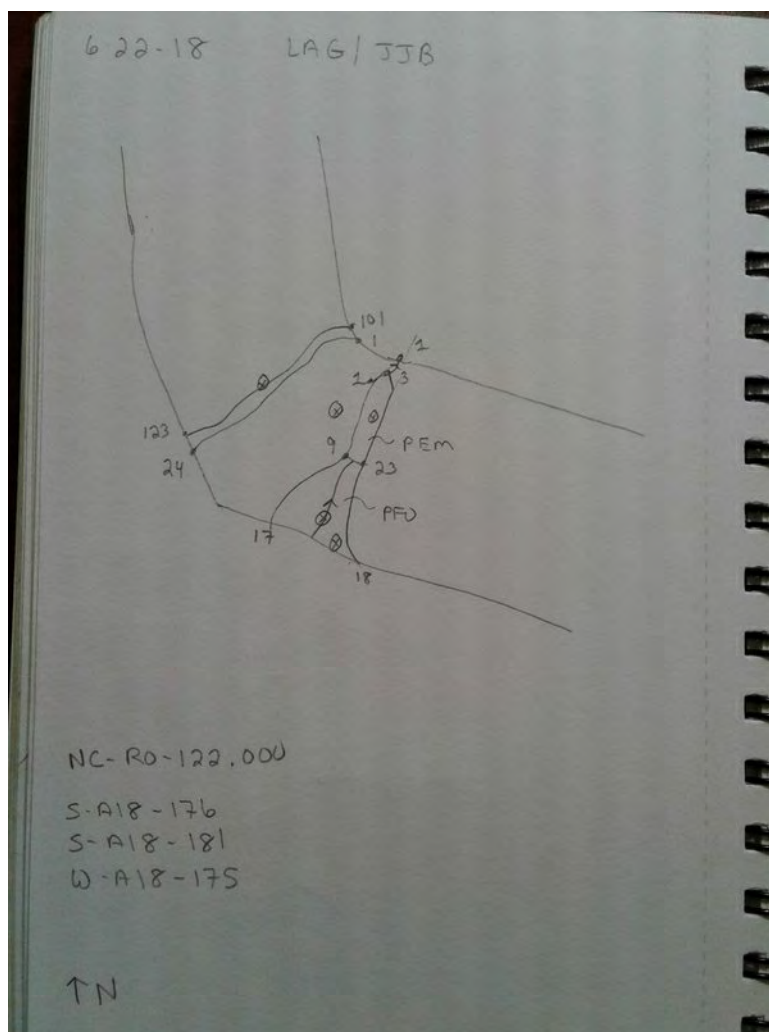 6-22-18 LAG/JJB
101
1
1
2 3
123
9 PEM
24 23
PFO
17
18
NC-RO-122.000
S-A18-176
S-A18-181
W-A18-175
↑N